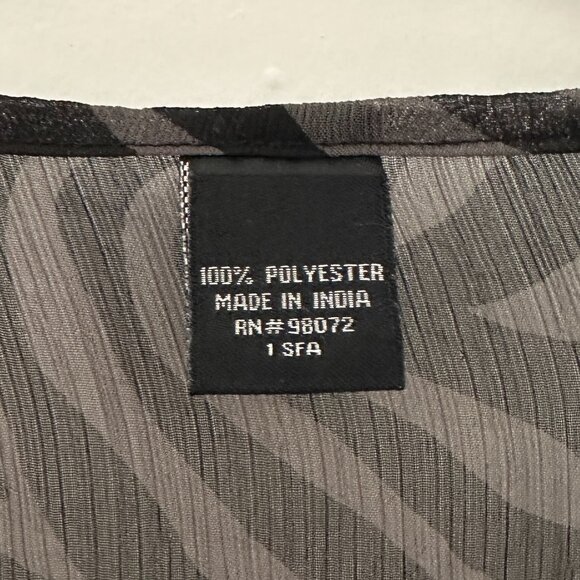 100% POLYESTER
MADE IN INDIA
RN#98072
1 SFA